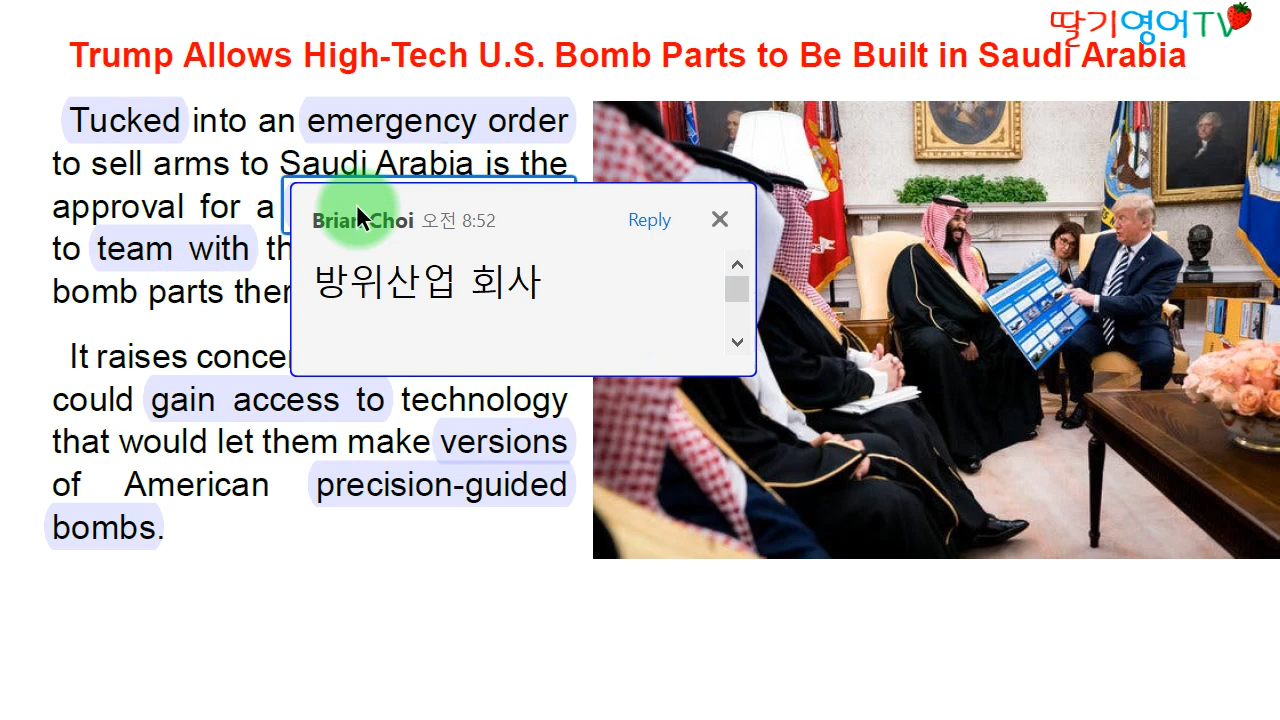 딸기영어TV
Trump Allows High-Tech U.S. Bomb Parts to Be Built in Saudi Arabia
Tucked into an emergency order
to sell arms to Saudi Arabia is the
approval for a
to team with
bomb parts
It raises
could gain access to technology
that would let them make versions
of American precision-guided
bombs.
Brian Choi 오전 8:52 Reply
방위산업 회사